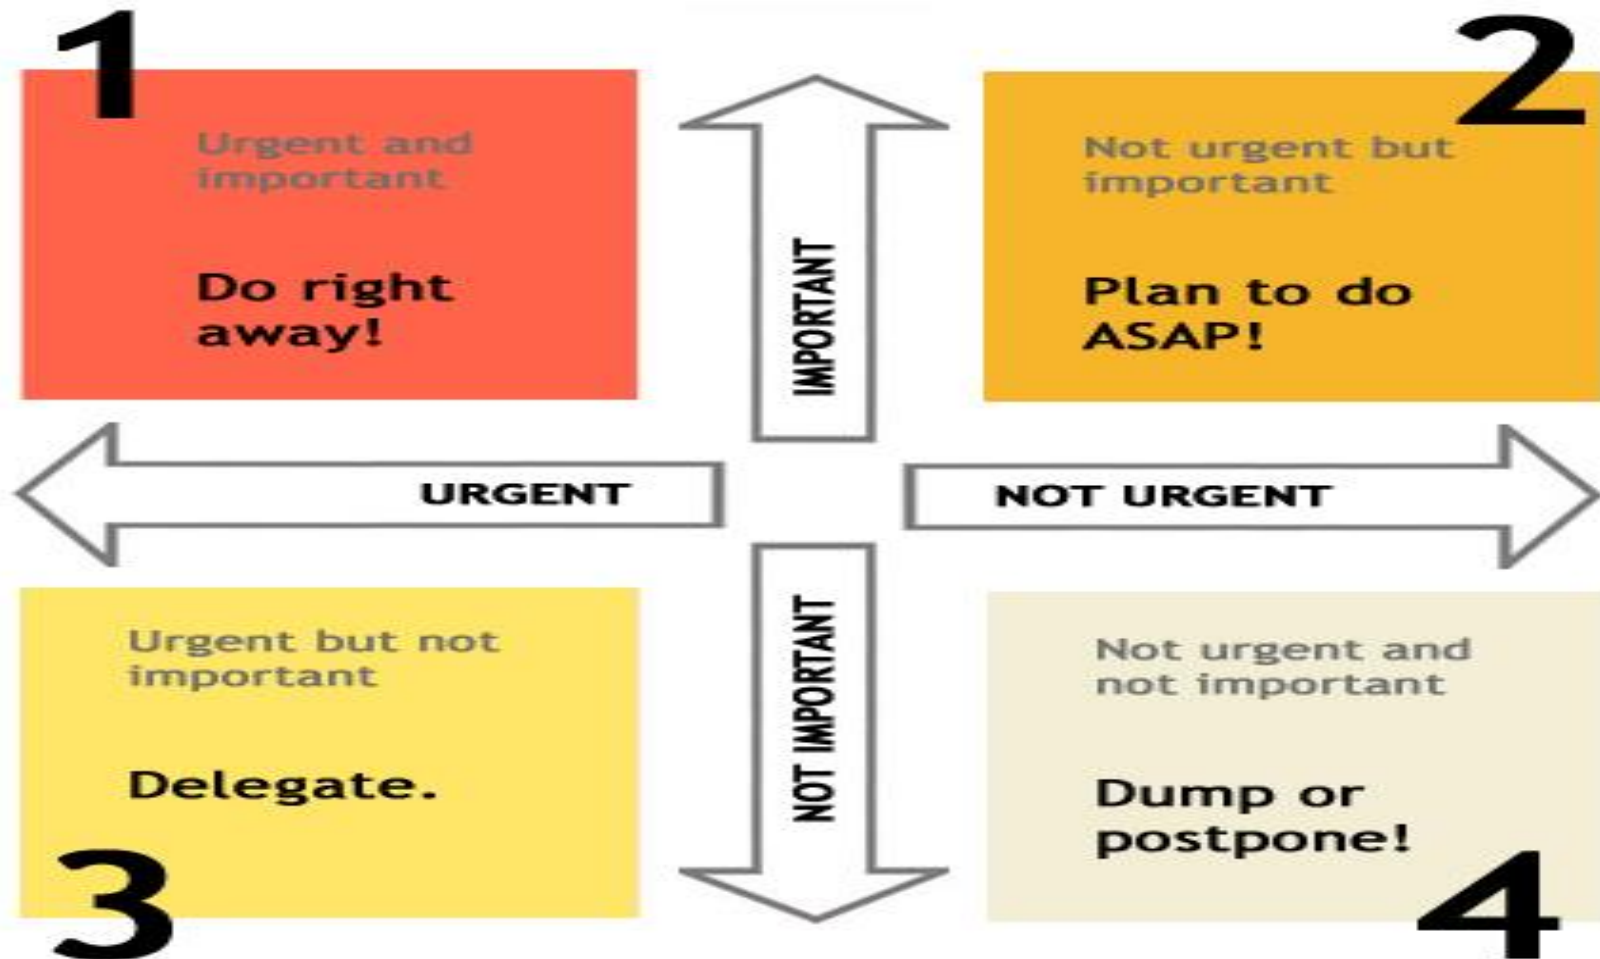 1
Urgent and
important
Do right
away!
2
Not urgent but
important
Plan to do
ASAP!
IMPORTANT
URGENT
NOT URGENT
NOT IMPORTANT
Urgent but not
important
Delegate.
3
Not urgent and
not important
Dump or
postpone!
4